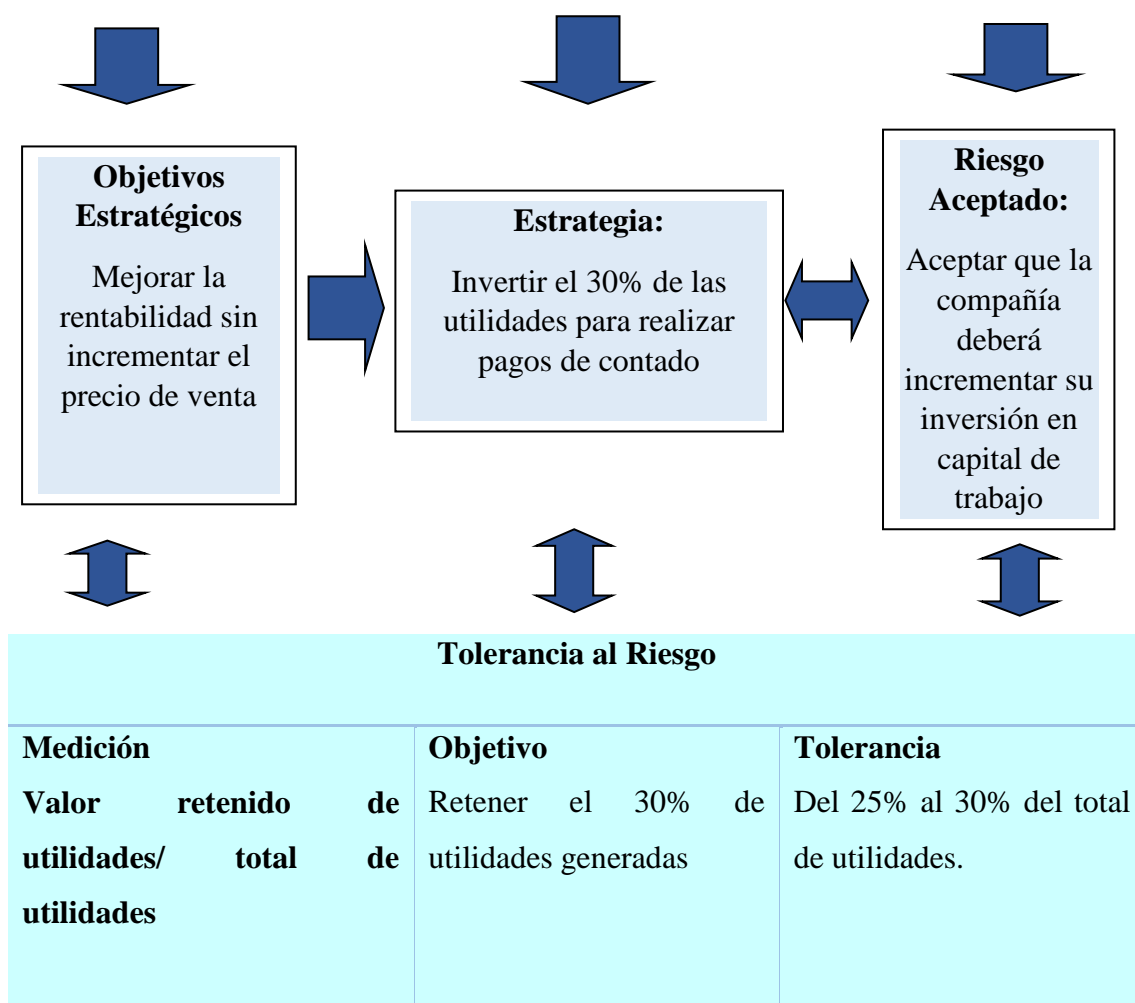 Objetivos
Estratégicos
Mejorar la
rentabilidad sin
incrementar el
precio de venta
Estrategia:
Invertir el 30% de las
utilidades para realizar
pagos de contado
Riesgo
Aceptado:
Aceptar que la
compañía
deberá
incrementar su
inversión en
capital de
trabajo
Tolerancia al Riesgo
Medición
Valor retenido de
utilidades/ total de
utilidades
Objetivo
Retener el 30% de
utilidades generadas
Tolerancia
Del 25% al 30% del total
de utilidades.